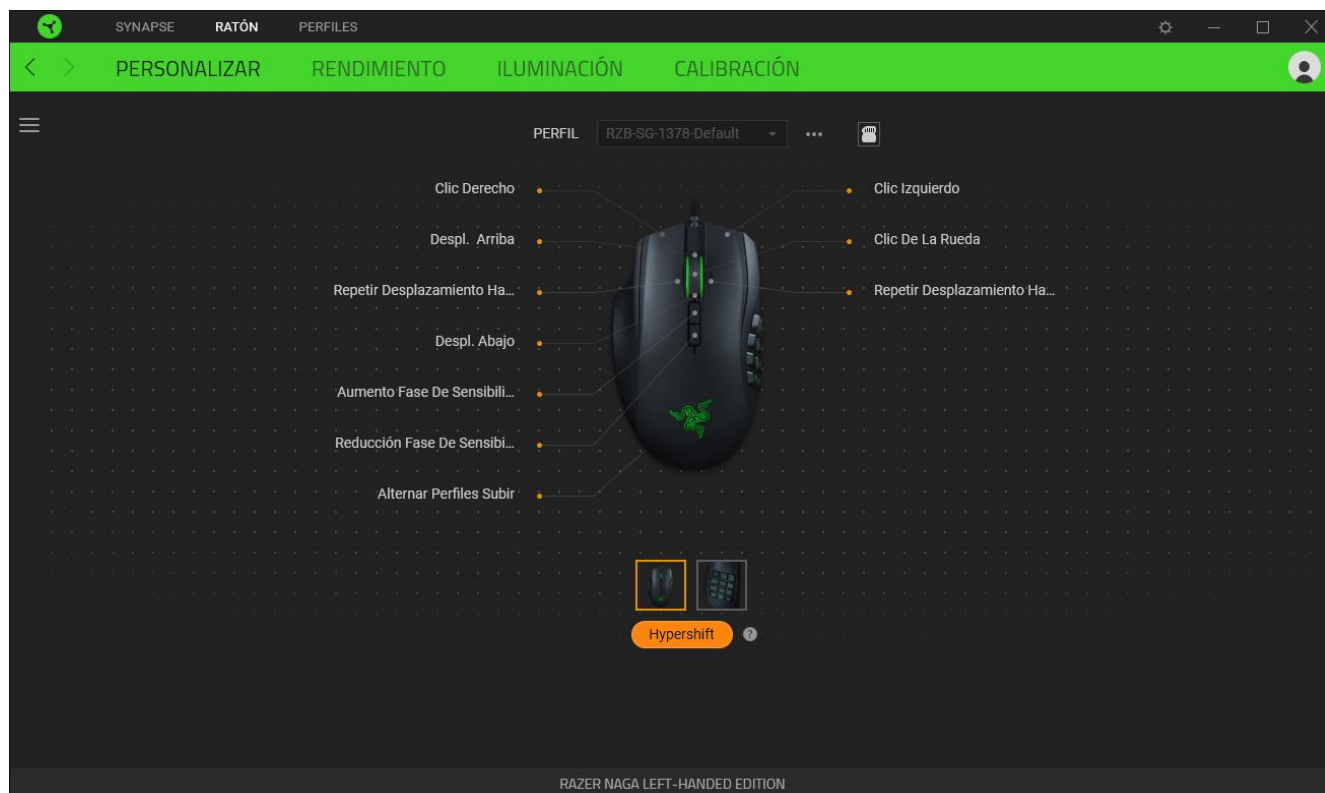 SYNAPSE RATÓN PERFILES
PERSONALIZAR RENDIMIENTO ILUMINACIÓN CALIBRACIÓN
PERFIL RZB-SG-1378-Default
Clic Derecho Clic Izquierdo
Despl. Arriba Clic De La Rueda
Repetir Desplazamiento Ha... Repetir Desplazamiento Ha...
Despl. Abajo
Aumento Fase De Sensibili...
Reducción Fase De Sensibi...
Alternar Perfiles Subir
Hypershift ?
RAZER NAGA LEFT-HANDED EDITION